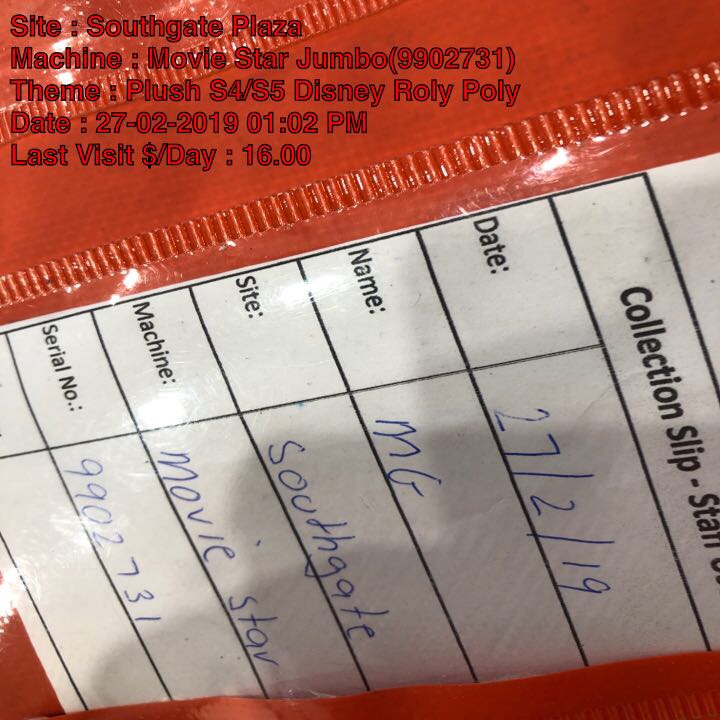 Site : Southgate Plaza
Machine : Movie Star Jumbo(9902731)
Theme : Plush S4/S5 Disney Roly Poly
Date : 27-02-2019 01:02 PM
Last Visit $/Day : 16.00
Collection Slip - Staff
Date: 27/2/19
Name: MG
Site: Southgate
Machine: Movie Star
Serial No.: 9902731